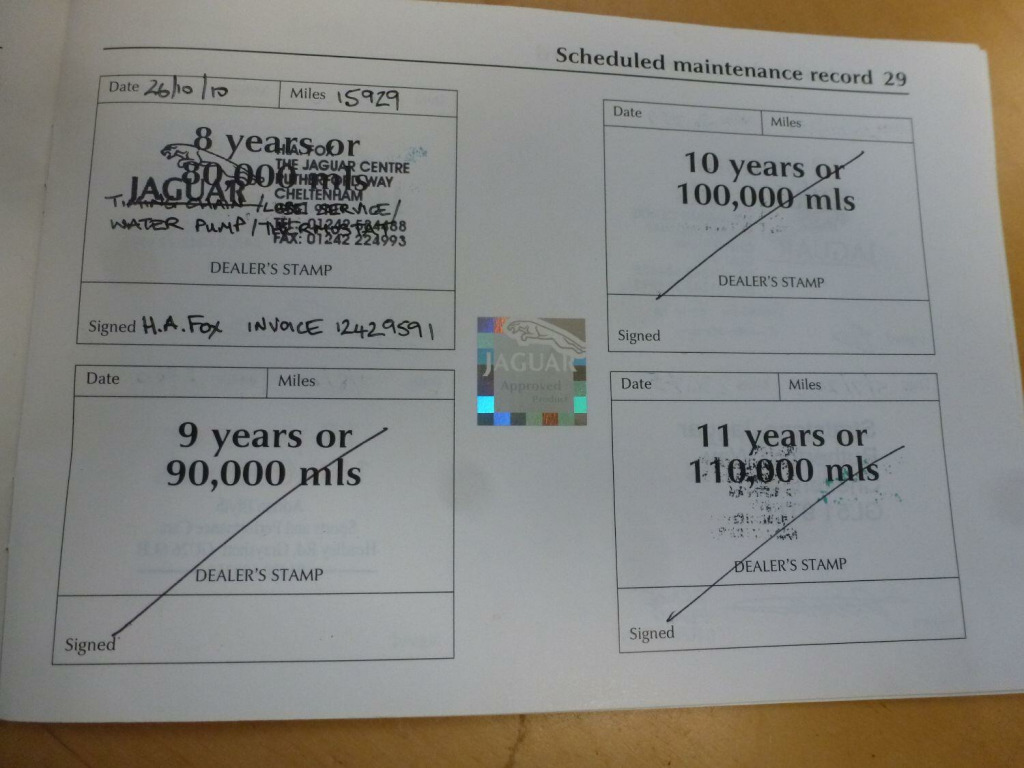 Scheduled maintenance record 29
Date 26/10/10 Miles 15929
8 years or
80,000 mls
JAGUAR
H.A. FOX
THE JAGUAR CENTRE
WAY
CHELTENHAM
/ SERVICE/
WATER PUMP/THERMOSTAT
FAX: 01242 224993
DEALER'S STAMP
Signed H.A.Fox INVOICE 12429591
Date Miles
9 years or
90,000 mls
DEALER'S STAMP
Signed
JAGUAR
Approved
Product
Date Miles
10 years or
100,000 mls
DEALER'S STAMP
Signed
Date Miles
11 years or
110,000 mls
DEALER'S STAMP
Signed